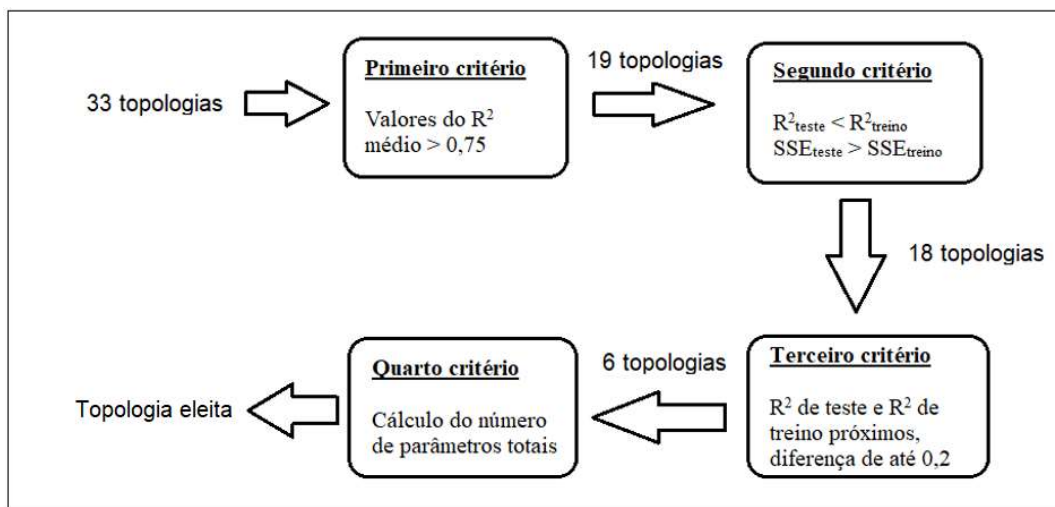 33 topologias
Primeiro critério
Valores do R²
médio > 0,75
19 topologias
Segundo critério
R²teste < R²treino
SSEteste > SSEtreino
18 topologias
Terceiro critério
R² de teste e R² de
treino próximos,
diferença de até 0,2
6 topologias
Quarto critério
Cálculo do número
de parâmetros totais
Topologia eleita